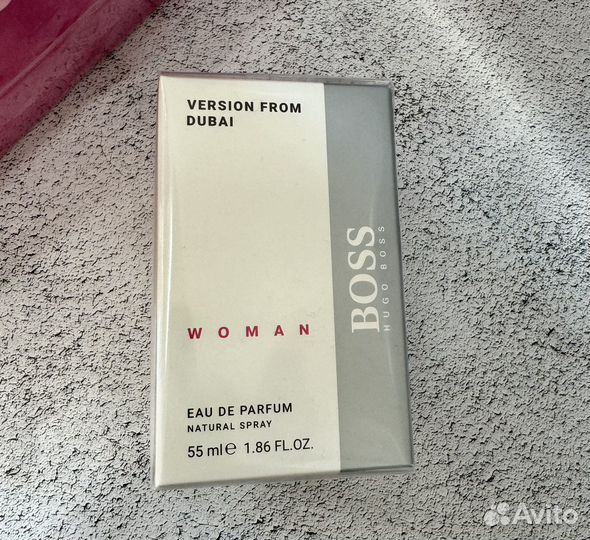 VERSION FROM
DUBAI
BOSS
HUGO BOSS
WOMAN
EAU DE PARFUM
NATURAL SPRAY
55 ml e 1.86 FL.OZ.
Avito